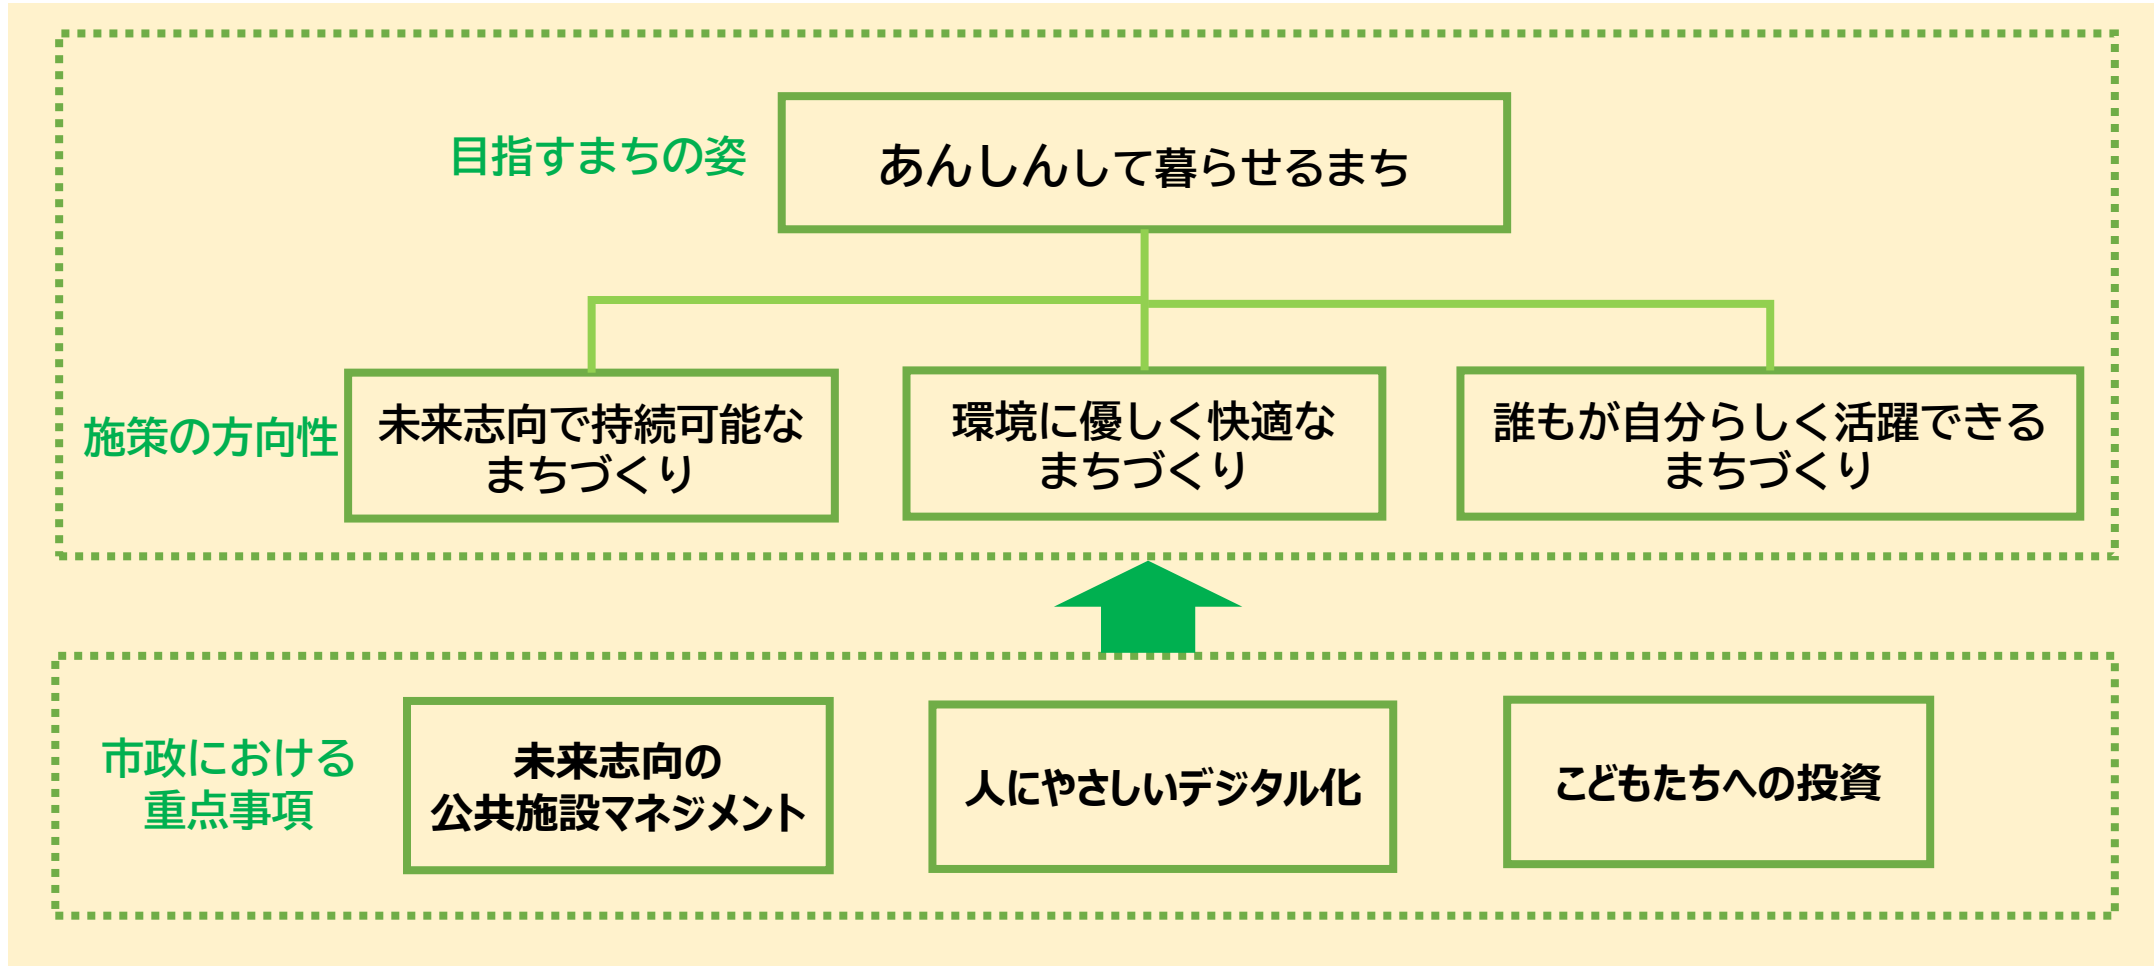 目指すまちの姿
あんしんして暮らせるまち
施策の方向性
未来志向で持続可能な
まちづくり
環境に優しく快適な
まちづくり
誰もが自分らしく活躍できる
まちづくり
市政における
重点事項
未来志向の
公共施設マネジメント
人にやさしいデジタル化
こどもたちへの投資